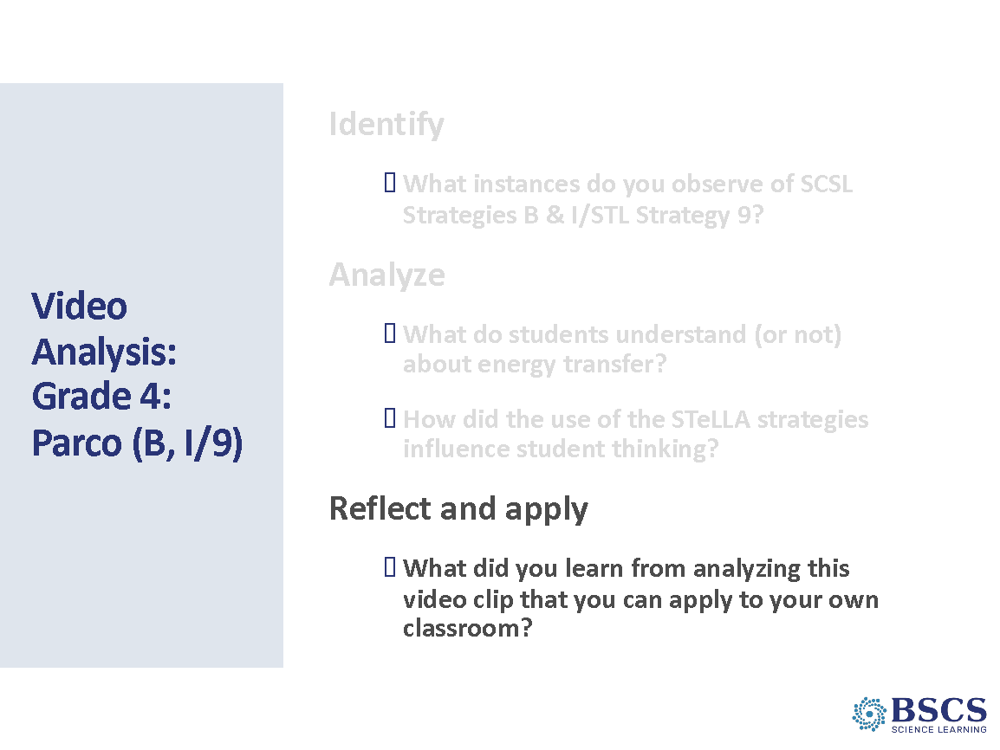 Video
Analysis:
Grade 4:
Parco (B, I/9)
Identify
What instances do you observe of SCSL
Strategies B & I/STL Strategy 9?
Analyze
What do students understand (or not)
about energy transfer?
How did the use of the STeLLA strategies
influence student thinking?
Reflect and apply
What did you learn from analyzing this
video clip that you can apply to your own
classroom?
BSCS
SCIENCE LEARNING